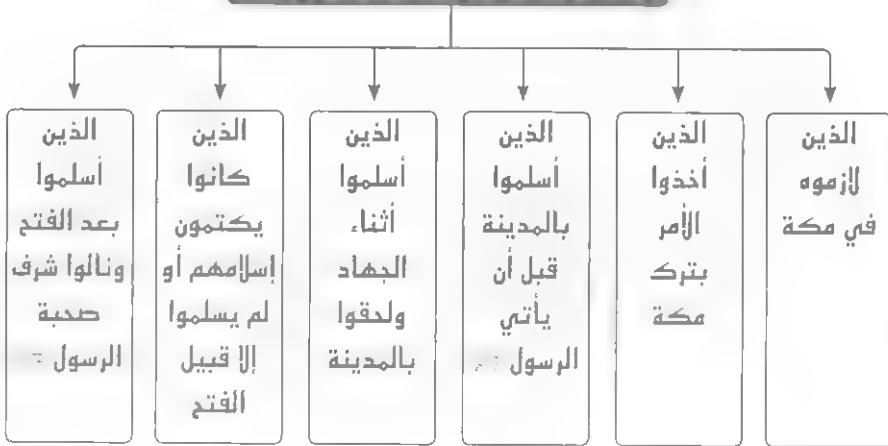 الذين
لازموه
في مكة
الذين
أخذوا
الأمر
بترك
مكة
الذين
أسلموا
بالمدينة
قبل أن
يأتي
الرسول
الذين
أسلموا
أثناء
الجهاد
ولحقوا
بالمدينة
الذين
كانوا
يكتمون
إسلامهم أو
لم يسلموا
إلا قبيل
الفتح
الذين
أسلموا
بعد الفتح
ونالوا شرف
صحبة
الرسول